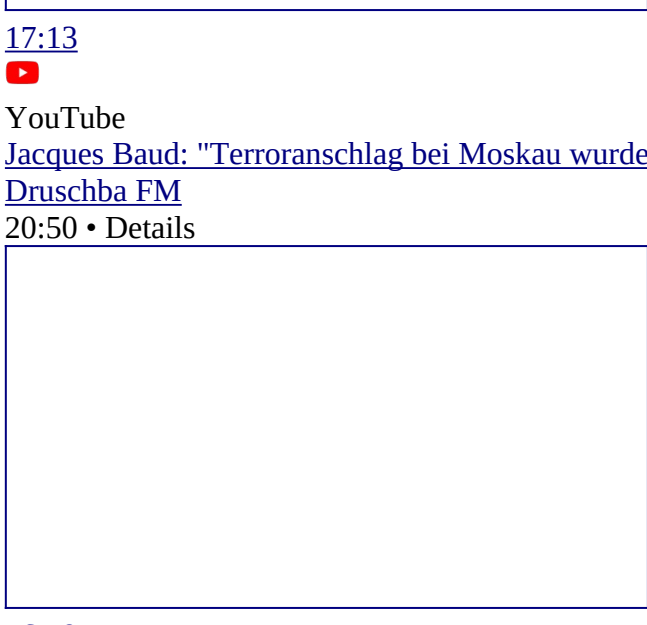 17:13
YouTube
Jacques Baud: "Terroranschlag bei Moskau wurde
Druschba FM
20:50 • Details